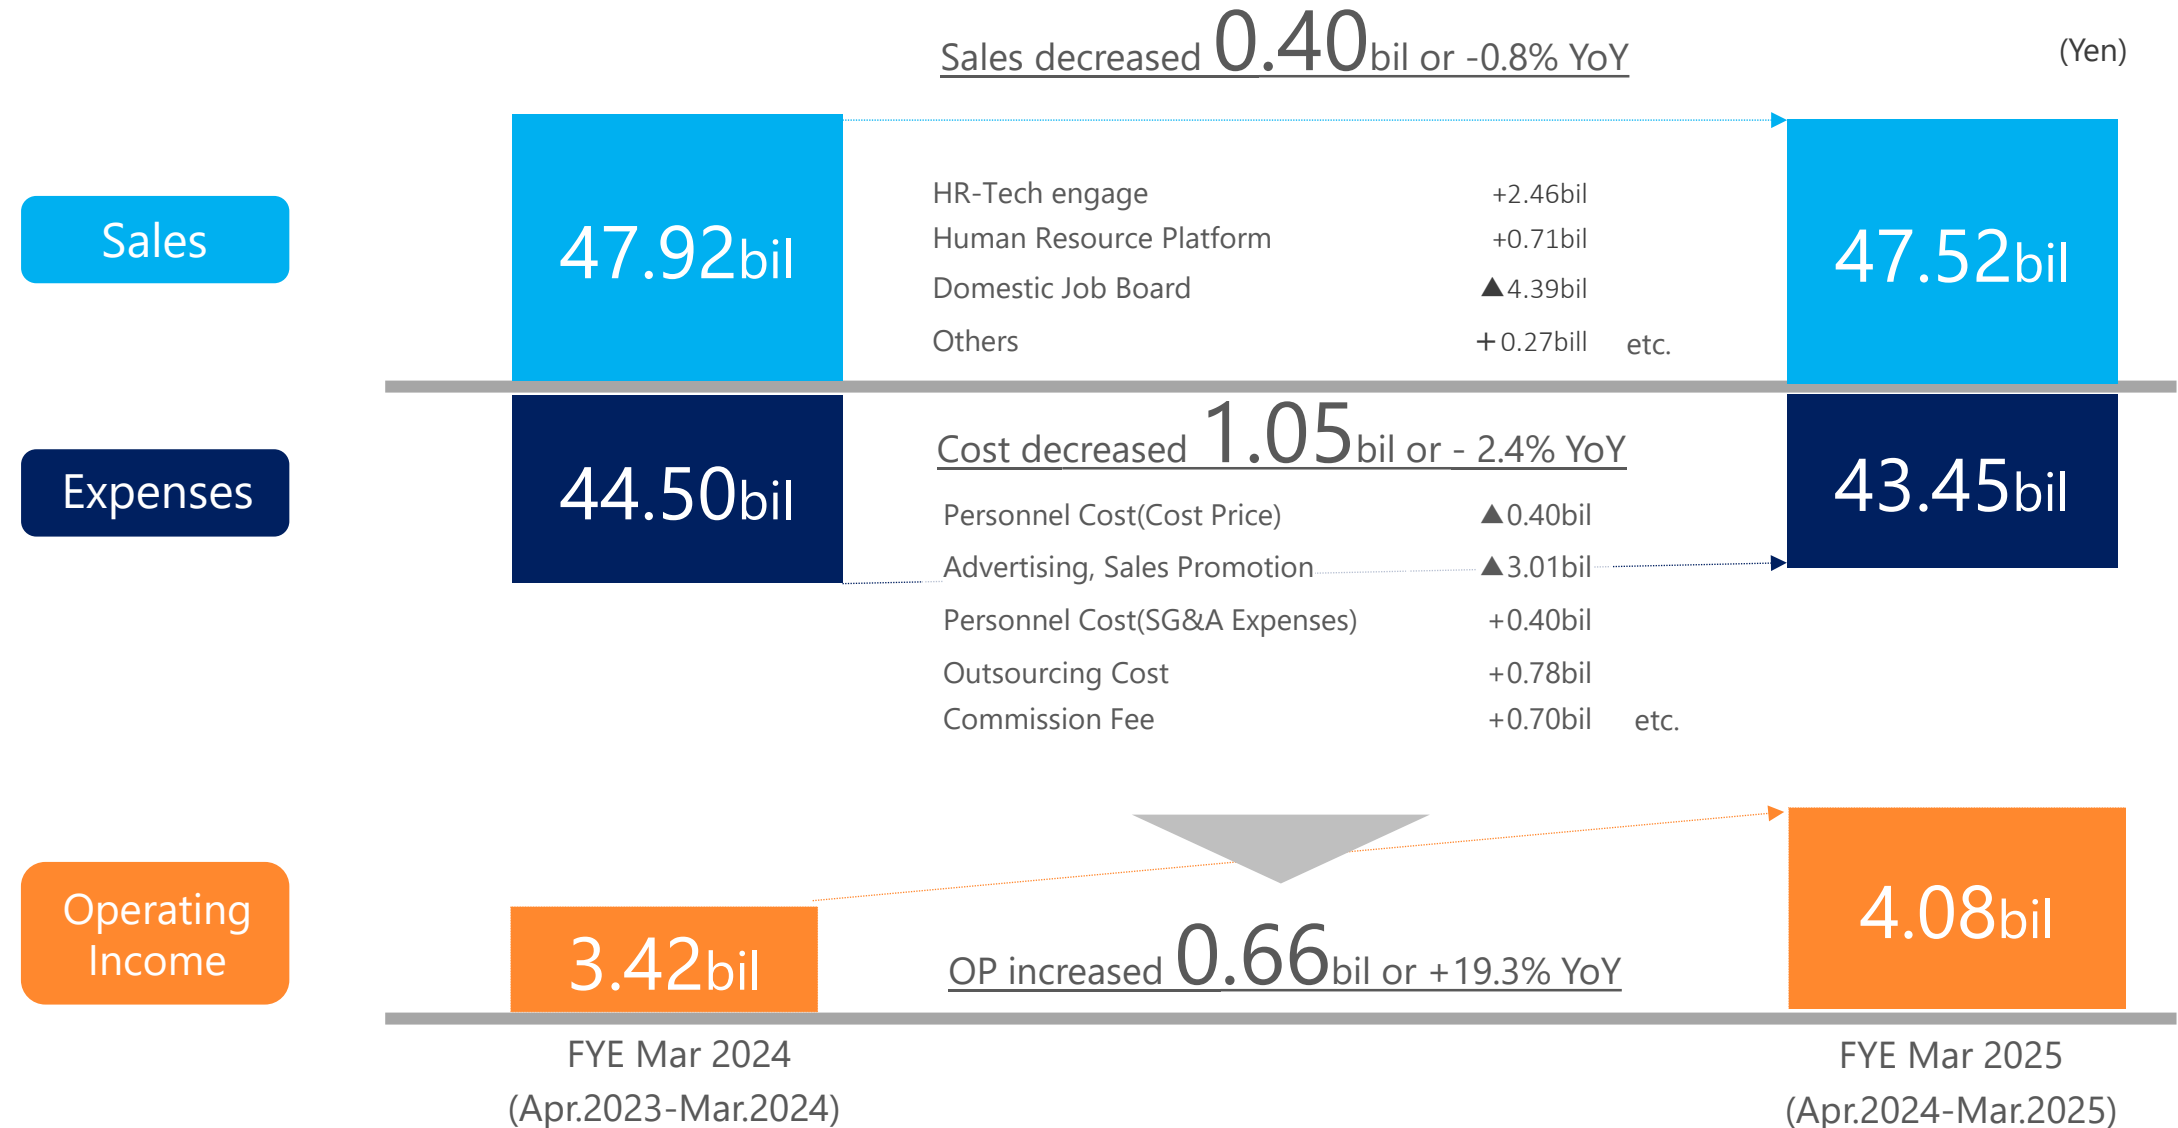 Sales decreased 0.40bil or -0.8% YoY
(Yen)
Sales
47.92bil
HR-Tech engage +2.46bil
Human Resource Platform +0.71bil
Domestic Job Board ▲4.39bil
Others +0.27bill etc.
47.52bil
Expenses
44.50bil
Cost decreased 1.05bil or - 2.4% YoY
Personnel Cost(Cost Price) ▲0.40bil
Advertising, Sales Promotion ▲3.01bil
Personnel Cost(SG&A Expenses) +0.40bil
Outsourcing Cost +0.78bil
Commission Fee +0.70bil etc.
43.45bil
Operating
Income
3.42bil
OP increased 0.66bil or +19.3% YoY
4.08bil
FYE Mar 2024
(Apr.2023-Mar.2024)
FYE Mar 2025
(Apr.2024-Mar.2025)